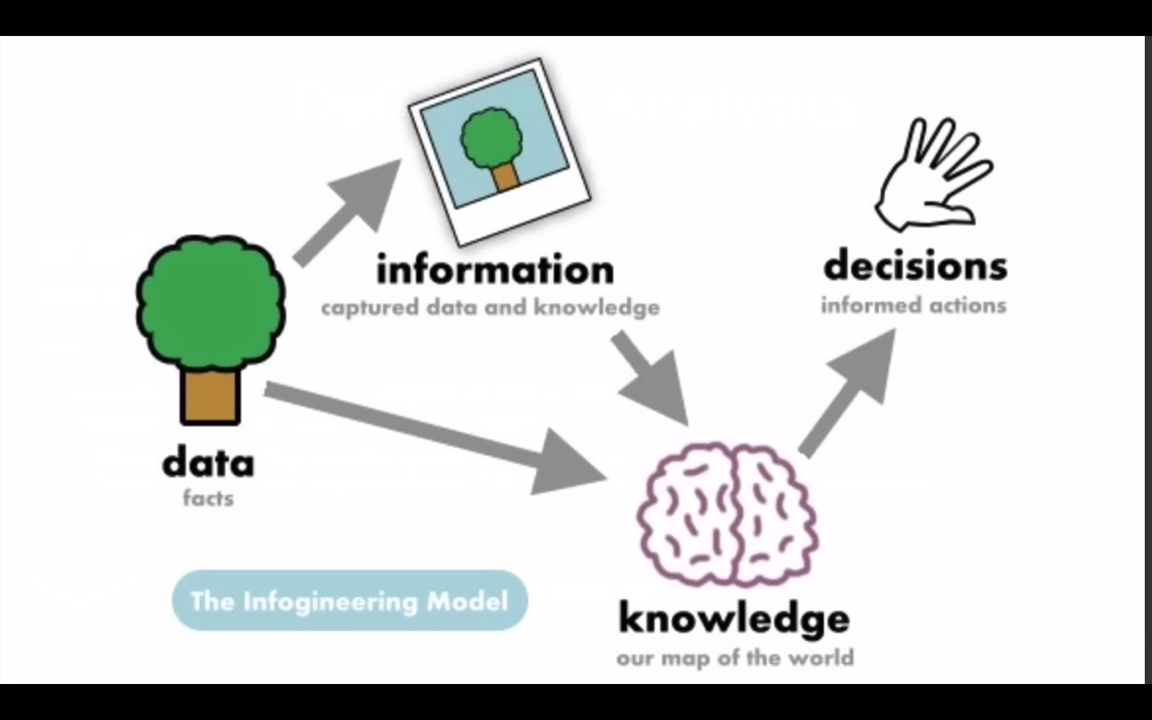 information
captured data and knowledge
decisions
informed actions
data
facts
The Infogineering Model
knowledge
our map of the world